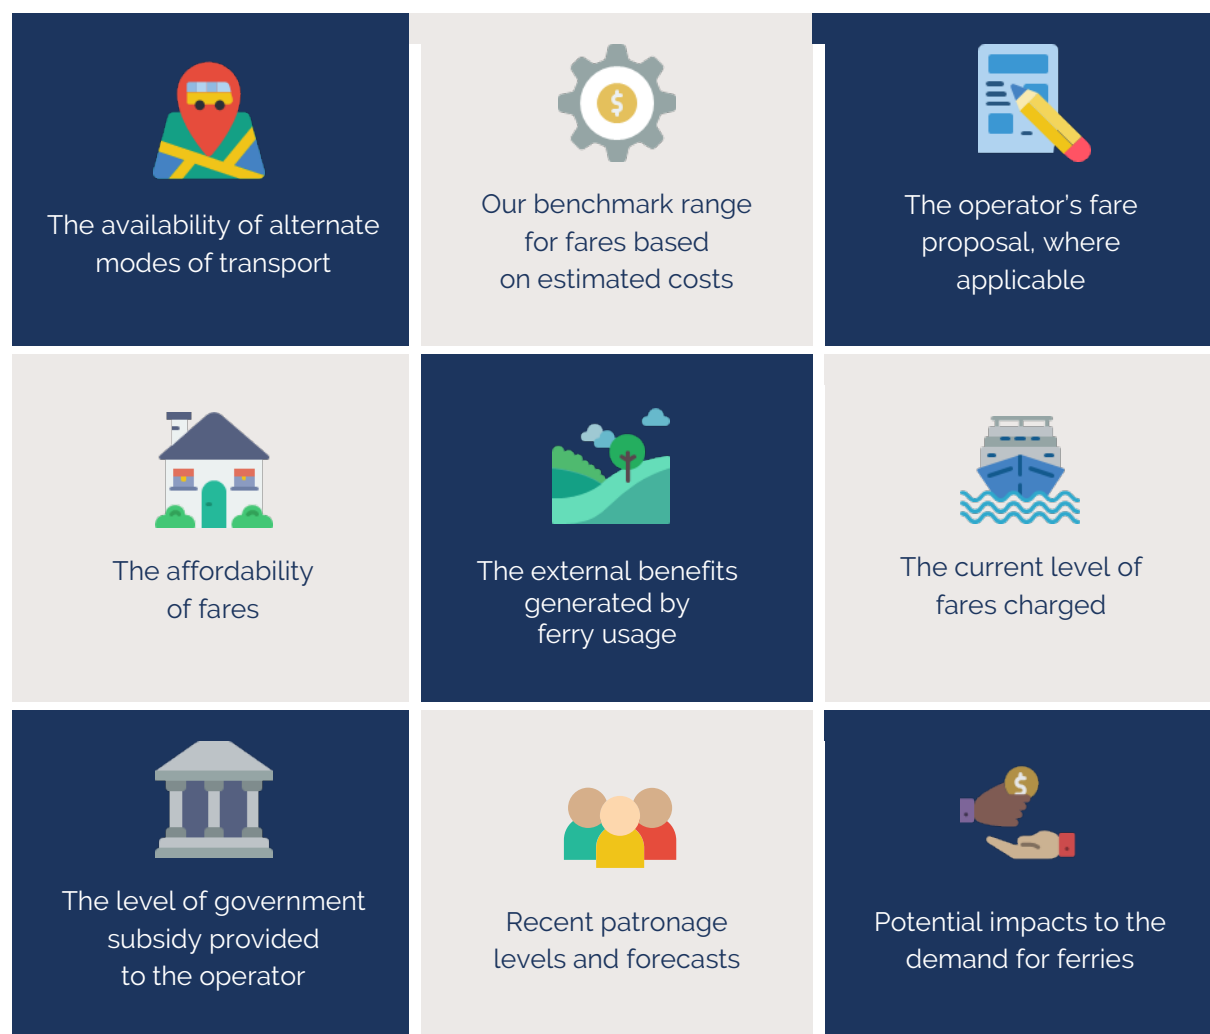 The availability of alternate
modes of transport
Our benchmark range
for fares based
on estimated costs
The operator’s fare
proposal, where
applicable
The affordability
of fares
The external benefits
generated by
ferry usage
The current level of
fares charged
The level of government
subsidy provided
to the operator
Recent patronage
levels and forecasts
Potential impacts to the
demand for ferries